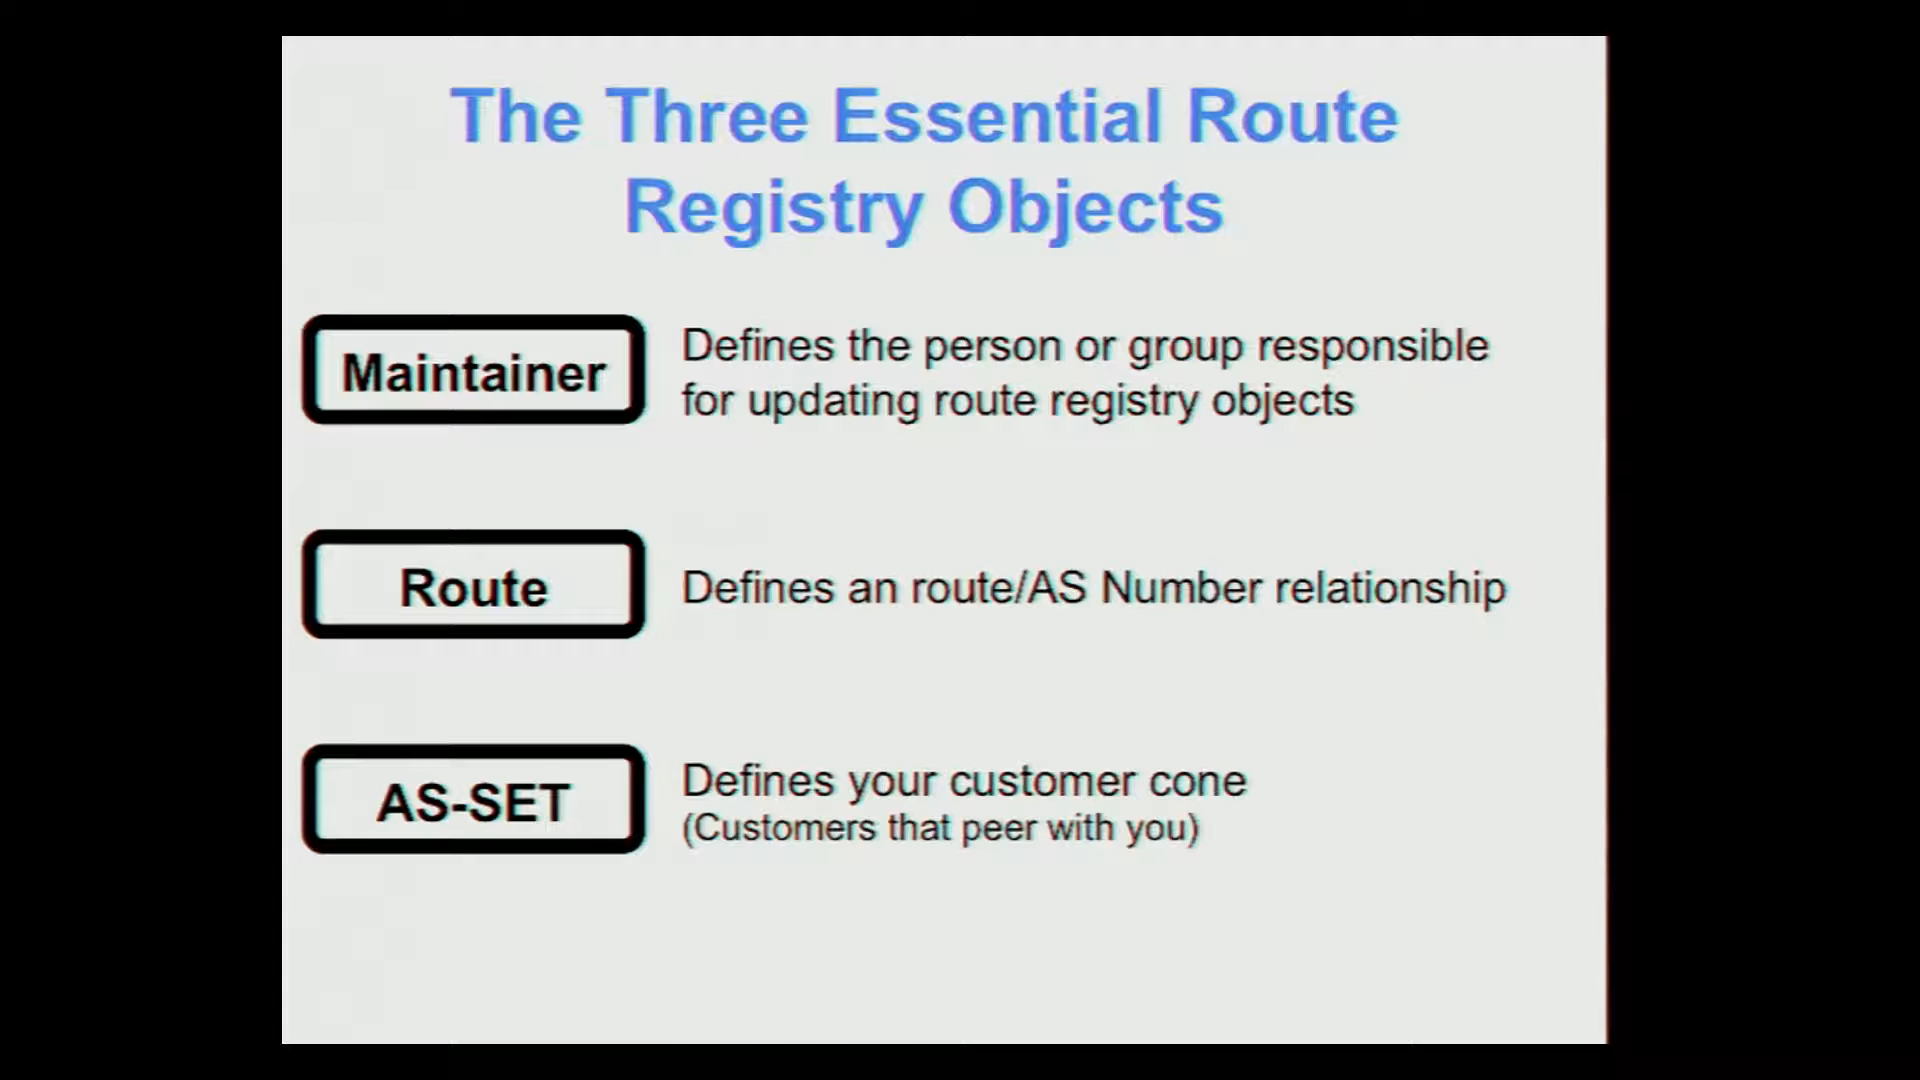 The Three Essential Route
Registry Objects
Maintainer
Defines the person or group responsible
for updating route registry objects
Route
Defines an route/AS Number relationship
AS-SET
Defines your customer cone
(Customers that peer with you)